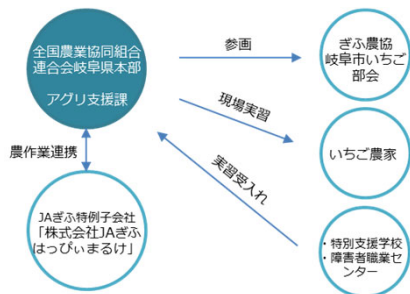 全国農業協同組合
連合会岐阜県本部
アグリ支援課
参画
ぎふ農協
岐阜市いちご
部会
現場実習
いちご農家
農作業連携
実習受入れ
JAぎふ特例子会社
「株式会社JAぎふ
はっぴぃまるけ」
・特別支援学校
・障害者職業セ
ンター